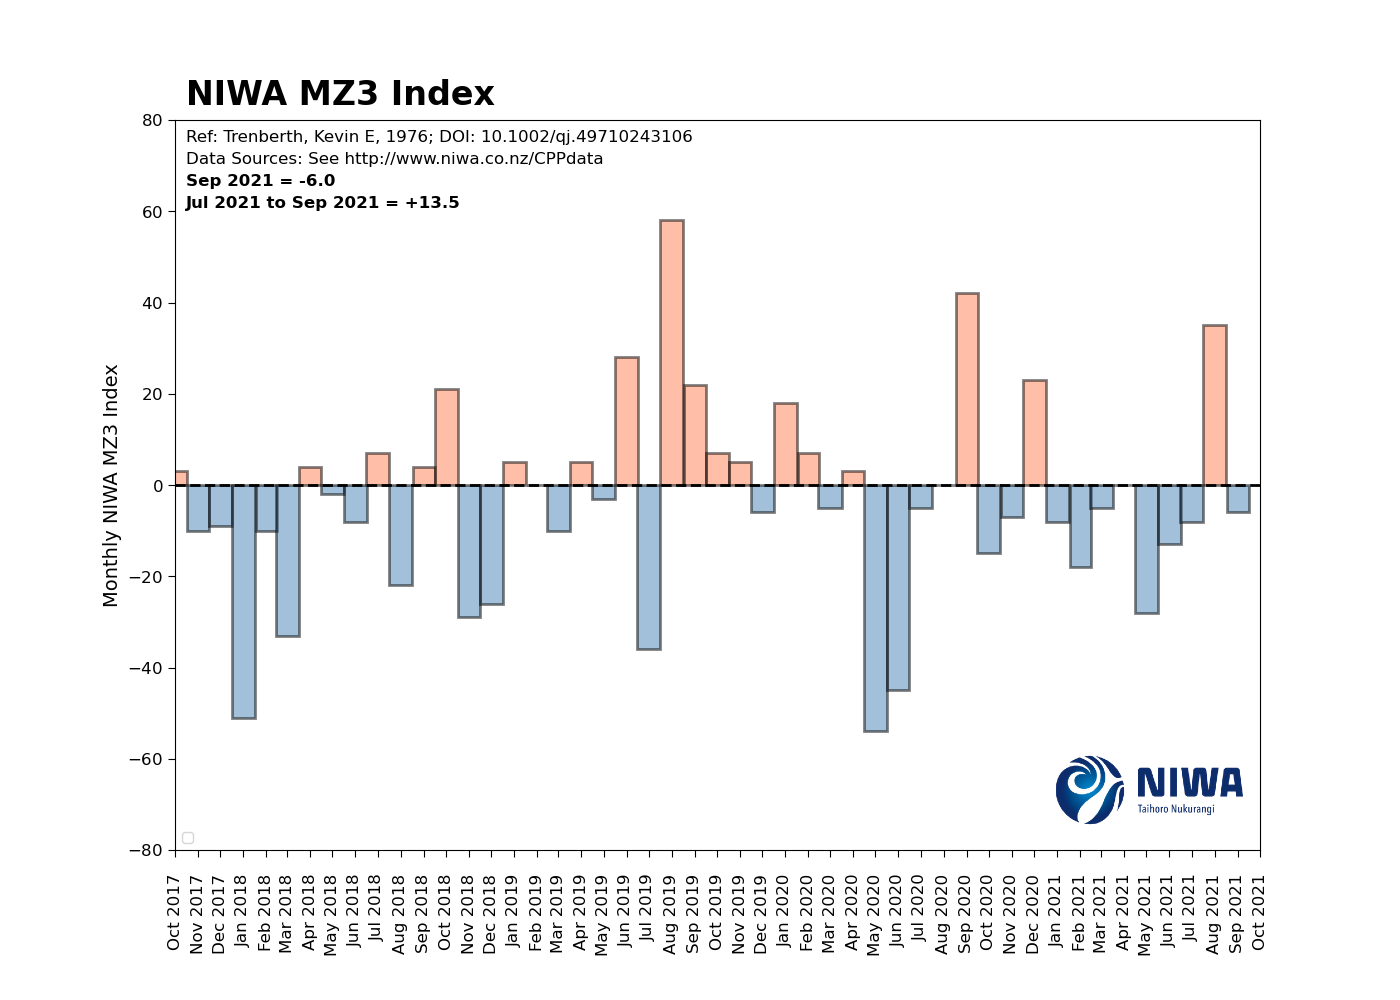 NIWA MZ3 Index
Ref: Trenberth, Kevin E, 1976; DOI: 10.1002/qj.49710243106
Data Sources: See http://www.niwa.co.nz/CPPdata
Sep 2021 = -6.0
Jul 2021 to Sep 2021 = +13.5
Monthly NIWA MZ3 Index
80
60
40
20
0
−20
−40
−60
−80
NIWA
Taihoro Nukurangi
Oct 2017
Nov 2017
Dec 2017
Jan 2018
Feb 2018
Mar 2018
Apr 2018
May 2018
Jun 2018
Jul 2018
Aug 2018
Sep 2018
Oct 2018
Nov 2018
Dec 2018
Jan 2019
Feb 2019
Mar 2019
Apr 2019
May 2019
Jun 2019
Jul 2019
Aug 2019
Sep 2019
Oct 2019
Nov 2019
Dec 2019
Jan 2020
Feb 2020
Mar 2020
Apr 2020
May 2020
Jun 2020
Jul 2020
Aug 2020
Sep 2020
Oct 2020
Nov 2020
Dec 2020
Jan 2021
Feb 2021
Mar 2021
Apr 2021
May 2021
Jun 2021
Jul 2021
Aug 2021
Sep 2021
Oct 2021